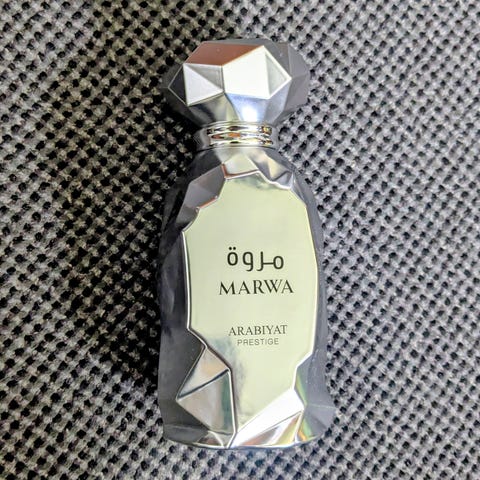 مروة
MARWA
ARABIYAT
PRESTIGE